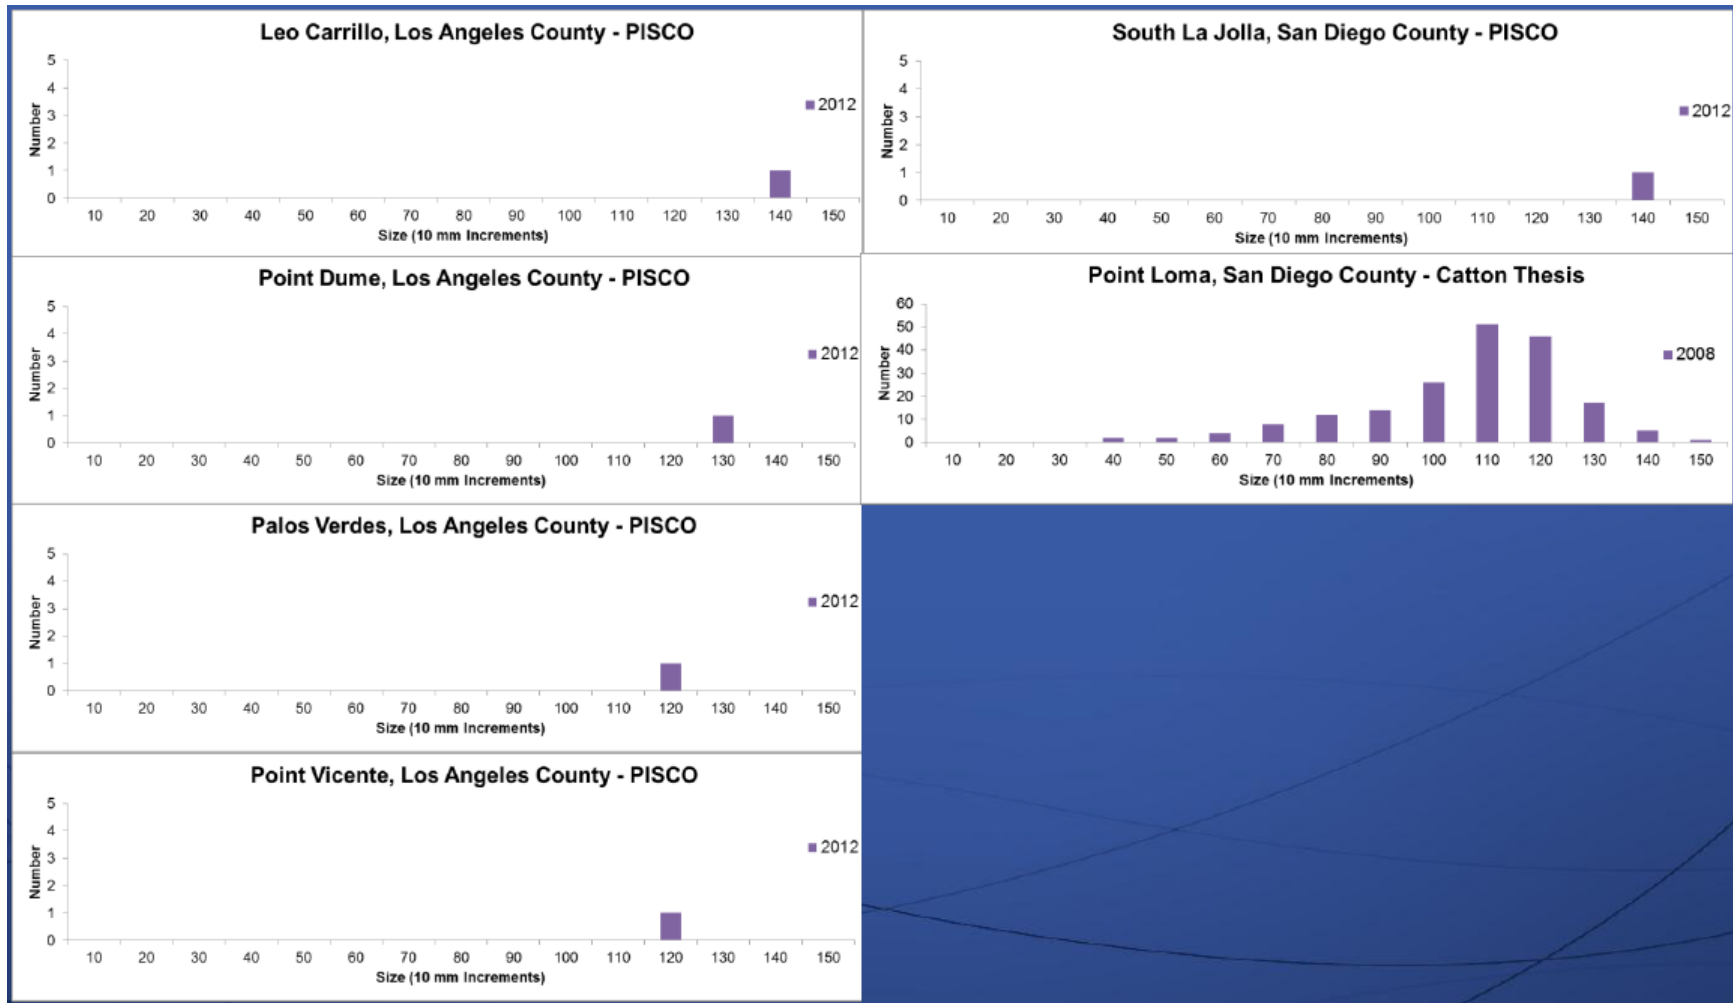 Leo Carrillo, Los Angeles County - PISCO
5
4
3
2
1
0
Number
2012
10 20 30 40 50 60 70 80 90 100 110 120 130 140 150
Size (10 mm Increments)
Point Dume, Los Angeles County - PISCO
5
4
3
2
1
0
Number
2012
10 20 30 40 50 60 70 80 90 100 110 120 130 140 150
Size (10 mm Increments)
Palos Verdes, Los Angeles County - PISCO
5
4
3
2
1
0
Number
2012
10 20 30 40 50 60 70 80 90 100 110 120 130 140 150
Size (10 mm Increments)
Point Vicente, Los Angeles County - PISCO
5
4
3
2
1
0
Number
2012
10 20 30 40 50 60 70 80 90 100 110 120 130 140 150
Size (10 mm Increments)
South La Jolla, San Diego County - PISCO
5
4
3
2
1
0
Number
2012
10 20 30 40 50 60 70 80 90 100 110 120 130 140 150
Size (10 mm Increments)
Point Loma, San Diego County - Catton Thesis
60
50
40
30
20
10
0
Number
2008
10 20 30 40 50 60 70 80 90 100 110 120 130 140 150
Size (10 mm Increments)